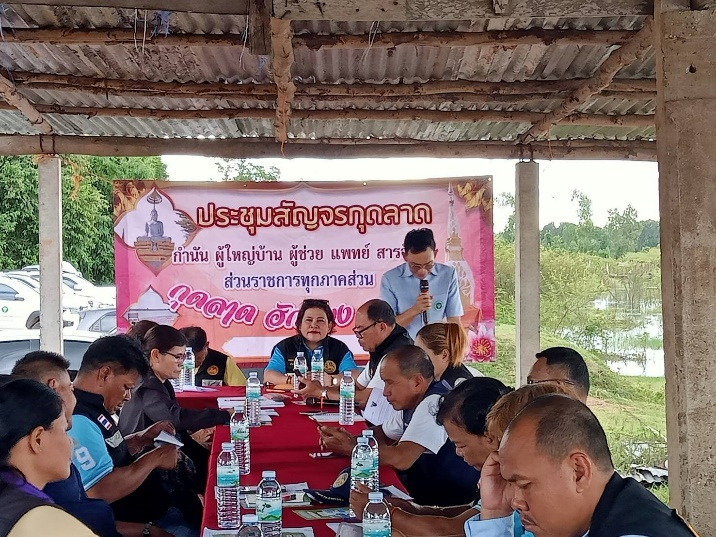 ประชุมสัญจรกุดลาด
กำนัน ผู้ใหญ่บ้าน ผู้ช่วย แพทย์ สาร
ส่วนราชการทุกภาคส่วน
กุดลาด ฮัก
9